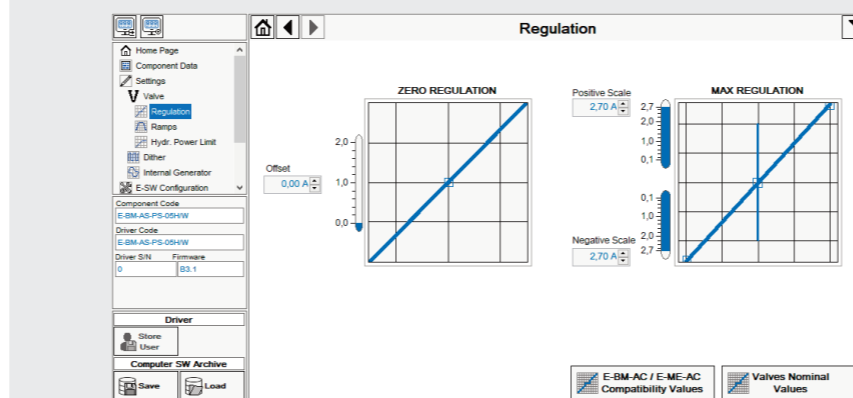 Regulation
Home Page
Component Data
Settings
Valve
Regulation
Ramps
Hydr. Power Limit
Dither
Internal Generator
E-SW Configuration
Component Code
E-BM-AS-PS-05H/W
Driver Code
E-BM-AS-PS-05H/W
Driver S/N Firmware
0 B3.1
Driver
Store
User
Computer SW Archive
Save Load
ZERO REGULATION
Offset
0,00 A
2,0
1,0
0,0
Positive Scale
2,70 A
2,7
2,0
1,0
0,1
MAX REGULATION
0,1
1,0
2,0
2,7
Negative Scale
2,70 A
E-BM-AC / E-ME-AC
Compatibility Values
Valves Nominal
Values